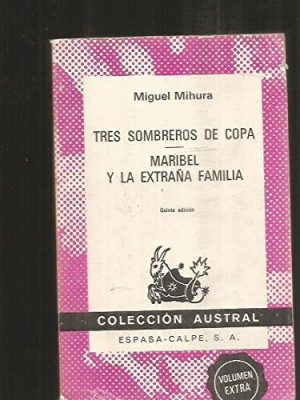 Miguel Mihura
TRES SOMBREROS DE COPA
MARIBEL
Y LA EXTRAÑA FAMILIA
Quinta edición
COLECCIÓN AUSTRAL
ESPASA-CALPE, S. A.
VOLUMEN
EXTRA